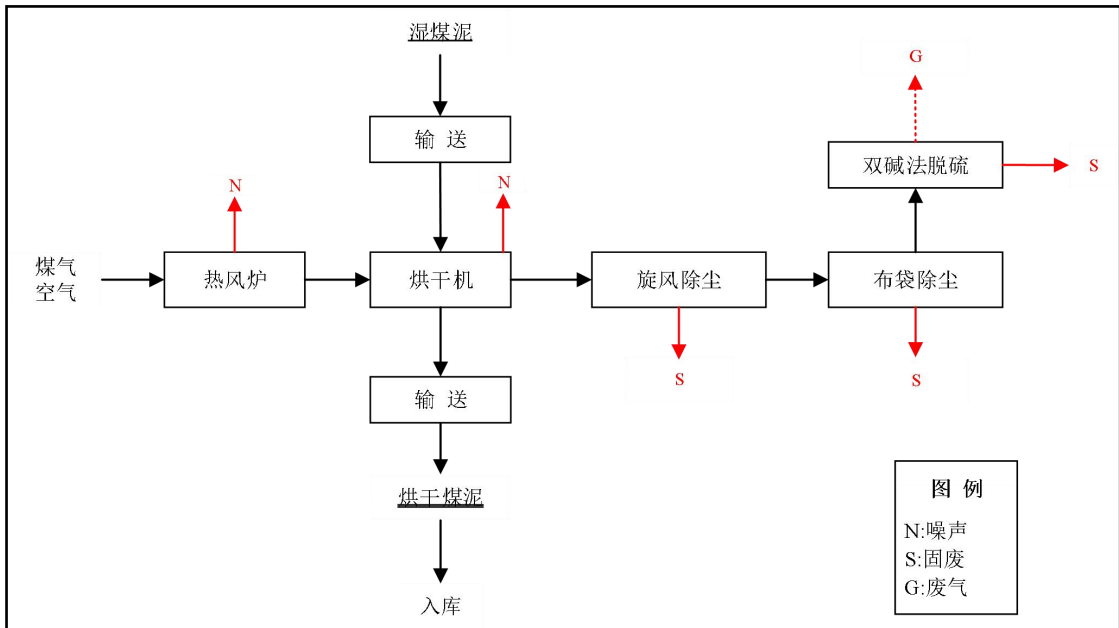 湿煤泥
G
输 送
双碱法脱硫
S
N
N
煤气
空气
热风炉
烘干机
旋风除尘
布袋除尘
S
S
输 送
烘干煤泥
入库
图 例
N:噪声
S:固废
G:废气